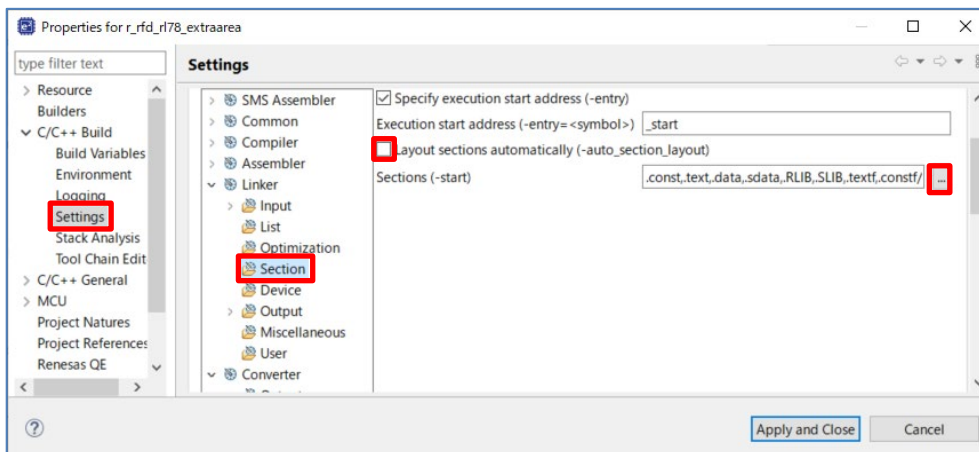 Properties for r_rfd_rl78_extraarea
type filter text
Resource
Builders
C/C++ Build
Build Variables
Environment
Logging
Settings
Stack Analysis
Tool Chain Edit
C/C++ General
MCU
Project Natures
Project References
Renesas QE
Settings
SMS Assembler
Common
Compiler
Assembler
Linker
Input
List
Optimization
Section
Device
Output
Miscellaneous
User
Converter
Specify execution start address (-entry)
Execution start address (-entry=<symbol>) _start
Layout sections automatically (-auto_section_layout)
Sections (-start) .const,.text,.data,.sdata,.RLIB,.SLIB,.textf,.constf/ ...
Apply and Close Cancel